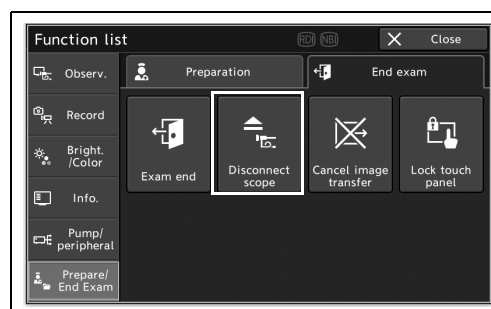 Function list
RDI NBI
Close
Observ.
Record
Bright.
/Color
Info.
Pump/
peripheral
Prepare/
End Exam
Preparation
End exam
Exam end
Disconnect
scope
Cancel image
transfer
Lock touch
panel